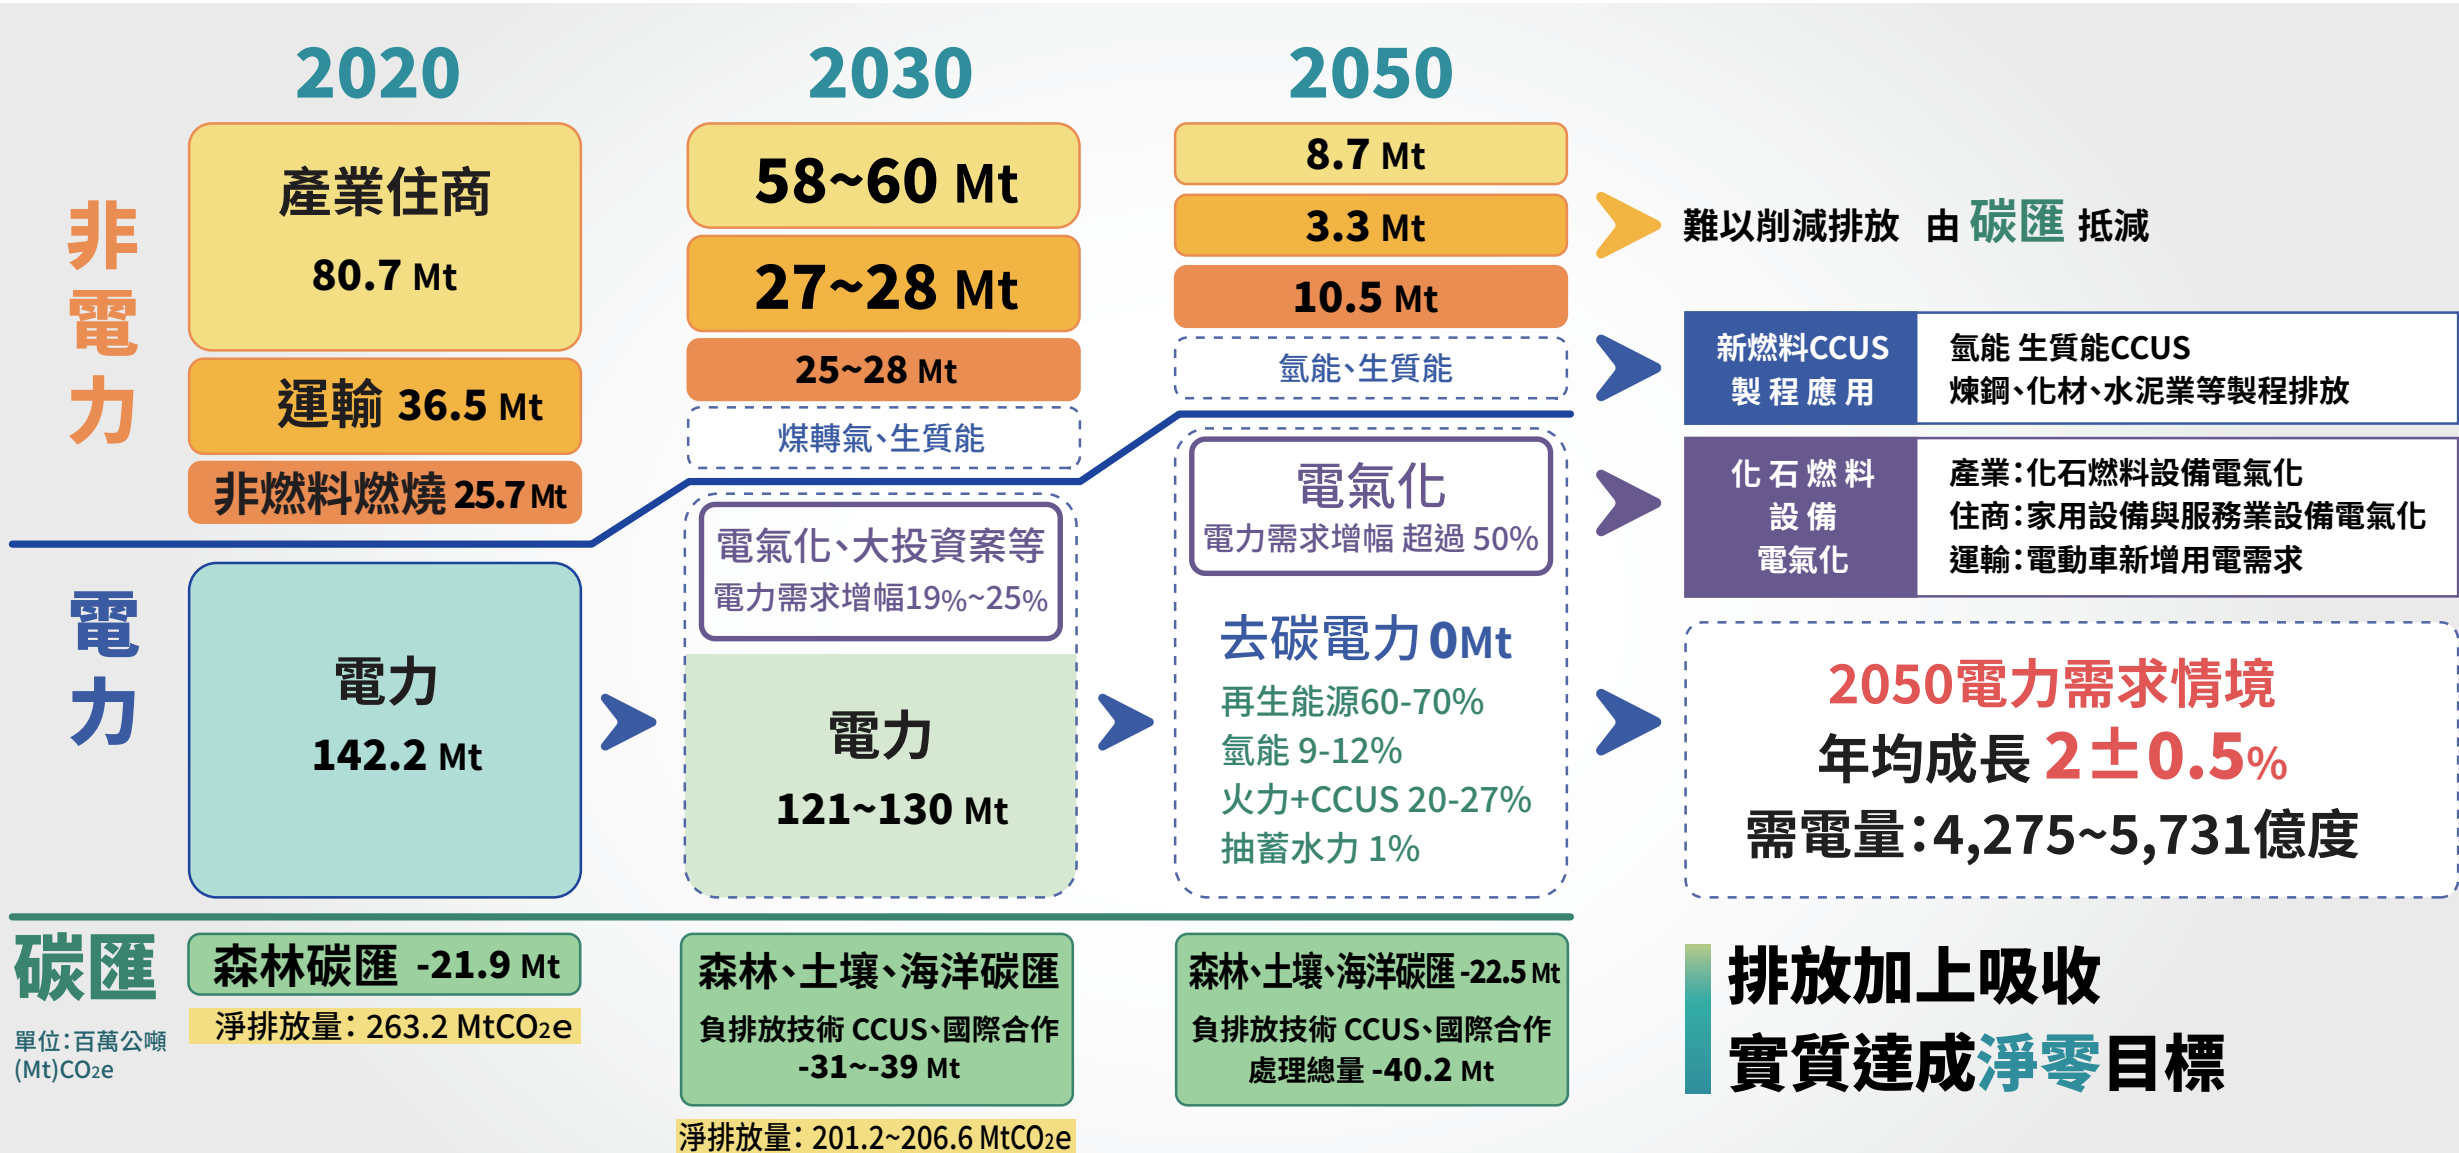 2020
2030
2050
非電力
產業住商
80.7 Mt
運輸 36.5 Mt
非燃料燃燒 25.7 Mt
58~60 Mt
27~28 Mt
25~28 Mt
煤轉氣、生質能
8.7 Mt
3.3 Mt
10.5 Mt
氫能、生質能
難以削減排放 由 碳匯 抵減
新燃料CCUS
製程應用
氫能 生質能CCUS
煉鋼、化材、水泥業等製程排放
化石燃料
設備
電氣化
產業：化石燃料設備電氣化
住商：家用設備與服務業設備電氣化
運輸：電動車新增用電需求
電力
電力
142.2 Mt
電氣化、大投資案等
電力需求增幅19%~25%
電力
121~130 Mt
電氣化
電力需求增幅 超過 50%
去碳電力 0Mt
再生能源60-70%
氫能 9-12%
火力+CCUS 20-27%
抽蓄水力 1%
2050電力需求情境
年均成長 2±0.5%
需電量：4,275~5,731億度
碳匯
單位：百萬公噸
(Mt)CO2e
森林碳匯 -21.9 Mt
淨排放量： 263.2 MtCO2e
森林、土壤、海洋碳匯
負排放技術 CCUS、國際合作
-31~-39 Mt
淨排放量： 201.2~206.6 MtCO2e
森林、土壤、海洋碳匯 -22.5 Mt
負排放技術 CCUS、國際合作
處理總量 -40.2 Mt
排放加上吸收
實質達成淨零目標